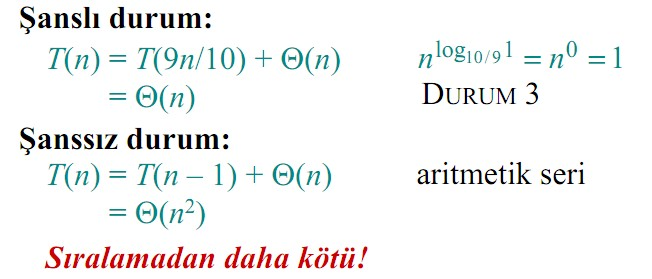 Şanslı durum:
T(n) = T(9n/10) + Θ(n)    n^{log_{10/9} 1} = n^0 = 1
= Θ(n)    DURUM 3
Şanssız durum:
T(n) = T(n – 1) + Θ(n)    aritmetik seri
= Θ(n²)
Sıralamadan daha kötü!